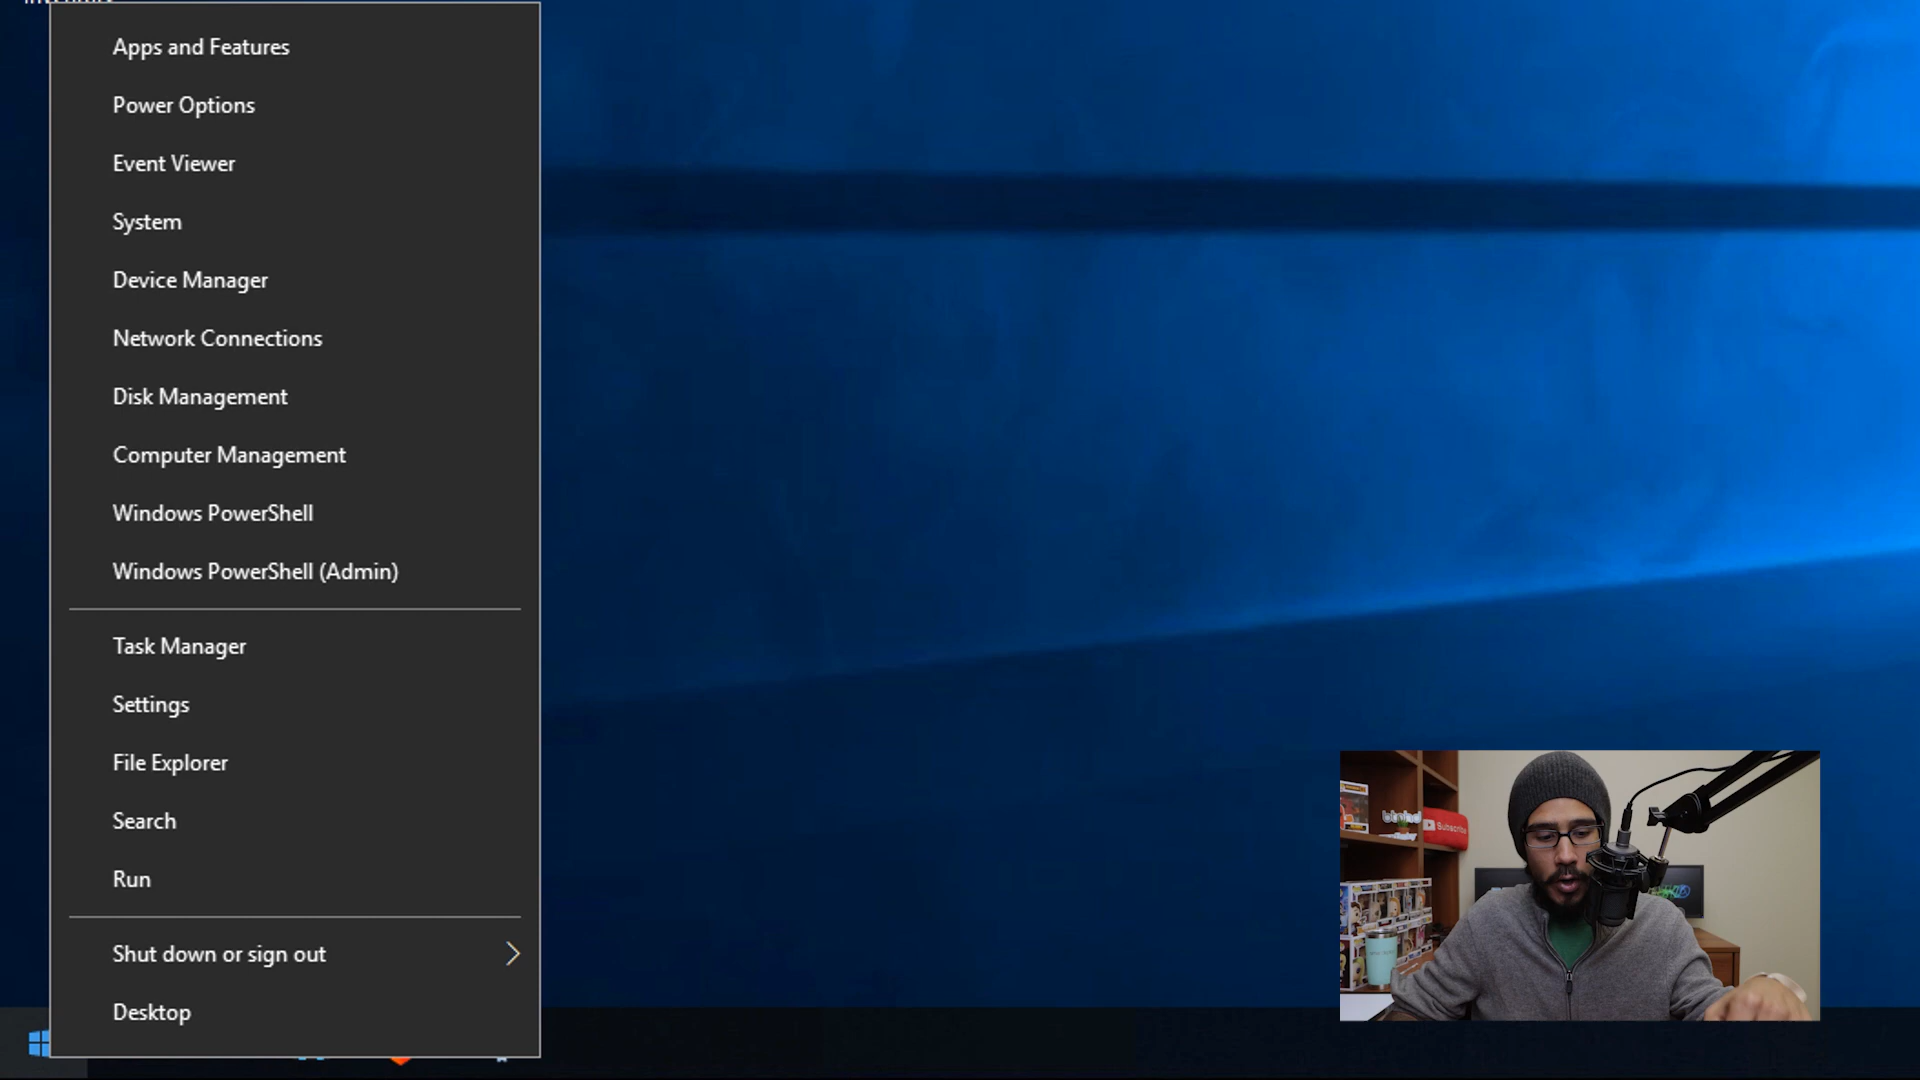 Apps and Features
Power Options
Event Viewer
System
Device Manager
Network Connections
Disk Management
Computer Management
Windows PowerShell
Windows PowerShell (Admin)
Task Manager
Settings
File Explorer
Search
Run
Shut down or sign out
Desktop
Subscribe